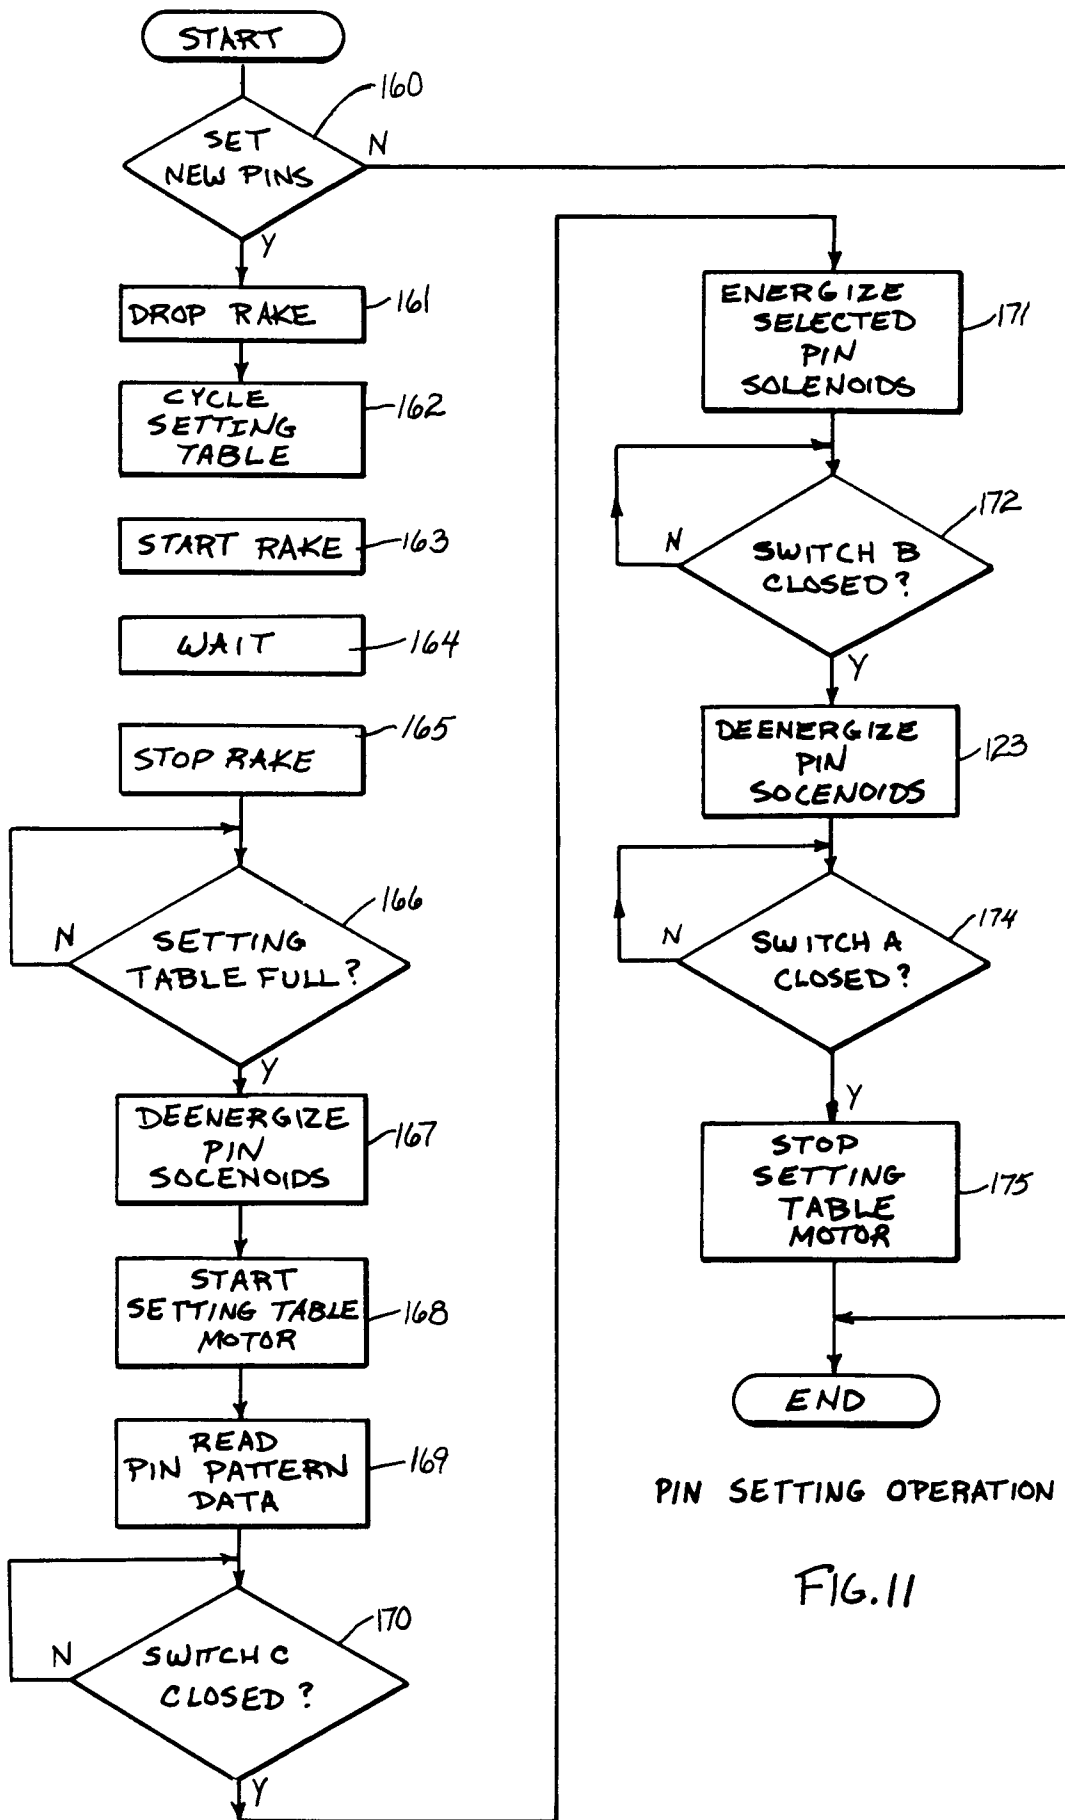 START
160
SET
NEW PINS
N
Y
DROP RAKE
161
CYCLE
SETTING
TABLE
162
START RAKE
163
WAIT
164
STOP RAKE
165
166
SETTING
TABLE FULL?
N
Y
DEENERGIZE
PIN
SOCENOIDS
167
START
SETTING TABLE
MOTOR
168
READ
PIN PATTERN
DATA
169
170
SWITCH C
CLOSED?
N
Y
ENERGIZE
SELECTED
PIN
SOLENOIDS
171
172
SWITCH B
CLOSED?
N
Y
DEENERGIZE
PIN
SOCENOIDS
123
174
SWITCH A
CLOSED?
N
Y
STOP
SETTING
TABLE
MOTOR
175
END
PIN SETTING OPERATION
FIG. 11